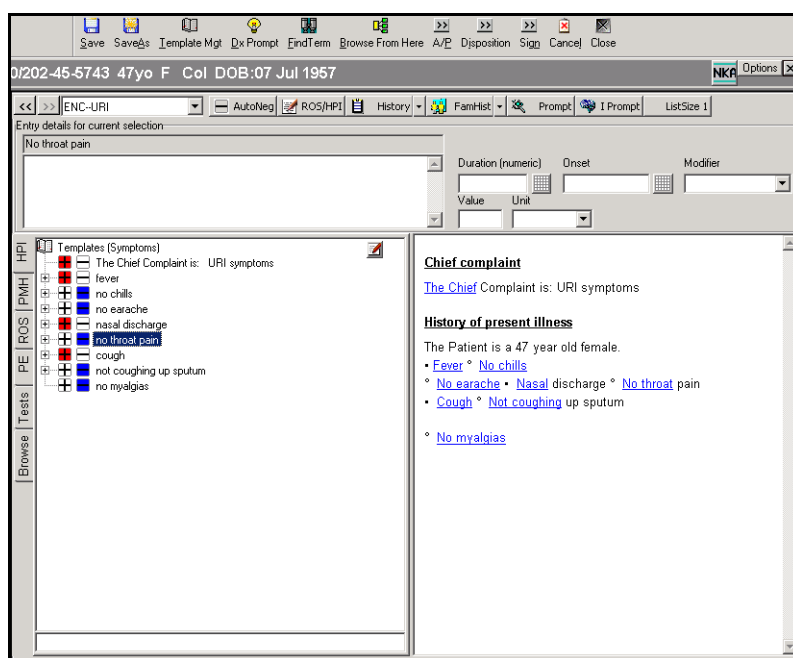 Save SaveAs Template Mgt Dx Prompt FindTerm Browse From Here A/P Disposition Sign Cancel Close
0/202-45-5743 47yo F Col DOB:07 Jul 1957 NKA Options X
<< >> ENC-URI AutoNeg ROS/HPI History FamHist Prompt I Prompt ListSize 1
Entry details for current selection
No throat pain
Duration (numeric) Onset Modifier
Value Unit
HPI
PMH
ROS
PE
Tests
Browse
Templates (Symptoms)
The Chief Complaint is: URI symptoms
fever
no chills
no earache
nasal discharge
no throat pain
cough
not coughing up sputum
no myalgias
Chief complaint
The Chief Complaint is: URI symptoms
History of present illness
The Patient is a 47 year old female.
• Fever ° No chills
° No earache • Nasal discharge ° No throat pain
• Cough ° Not coughing up sputum
° No myalgias